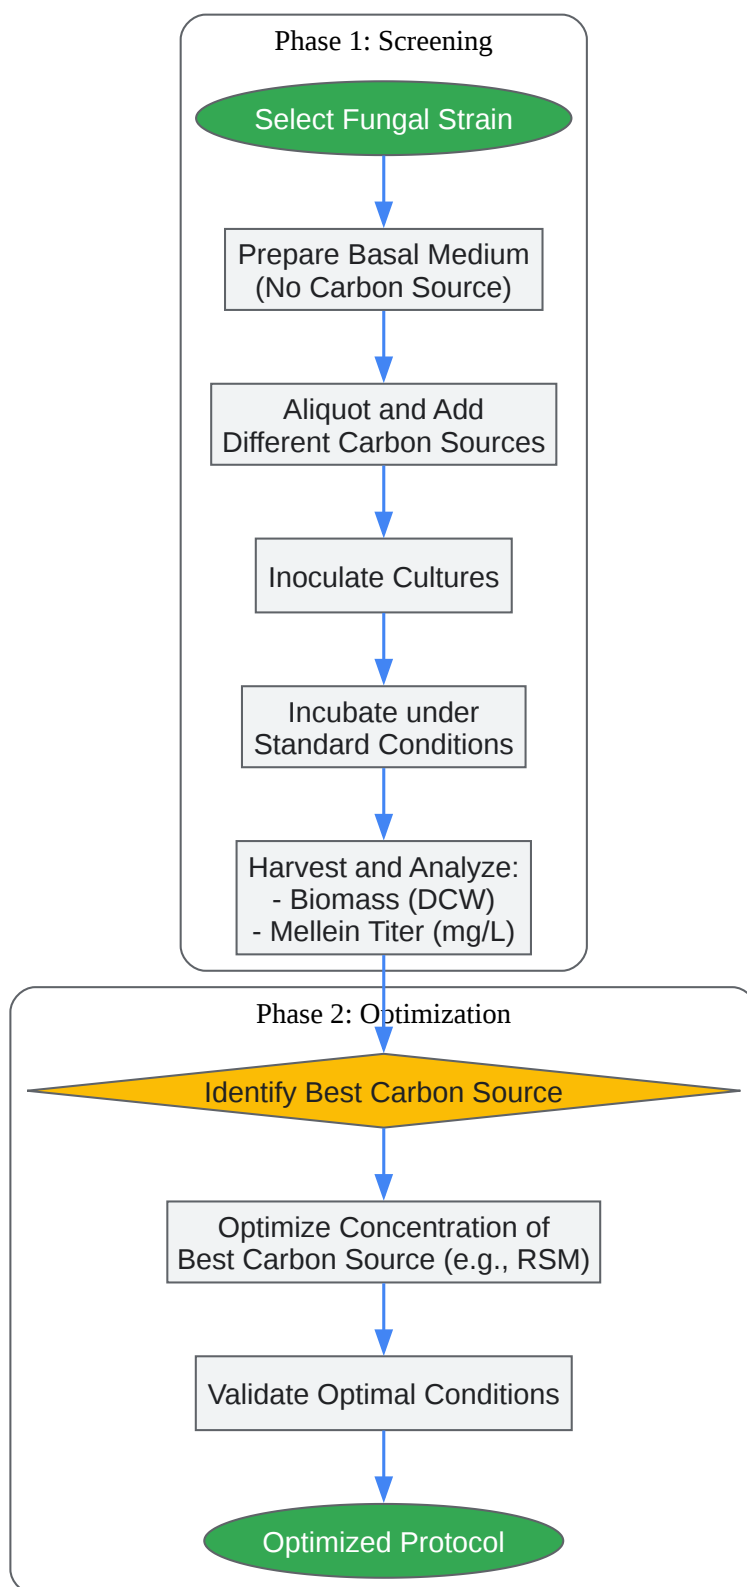 Phase 1: Screening
Select Fungal Strain
Prepare Basal Medium
(No Carbon Source)
Aliquot and Add
Different Carbon Sources
Inoculate Cultures
Incubate under
Standard Conditions
Harvest and Analyze:
- Biomass (DCW)
- Mellein Titer (mg/L)
Phase 2: Optimization
Identify Best Carbon Source
Optimize Concentration of
Best Carbon Source (e.g., RSM)
Validate Optimal Conditions
Optimized Protocol